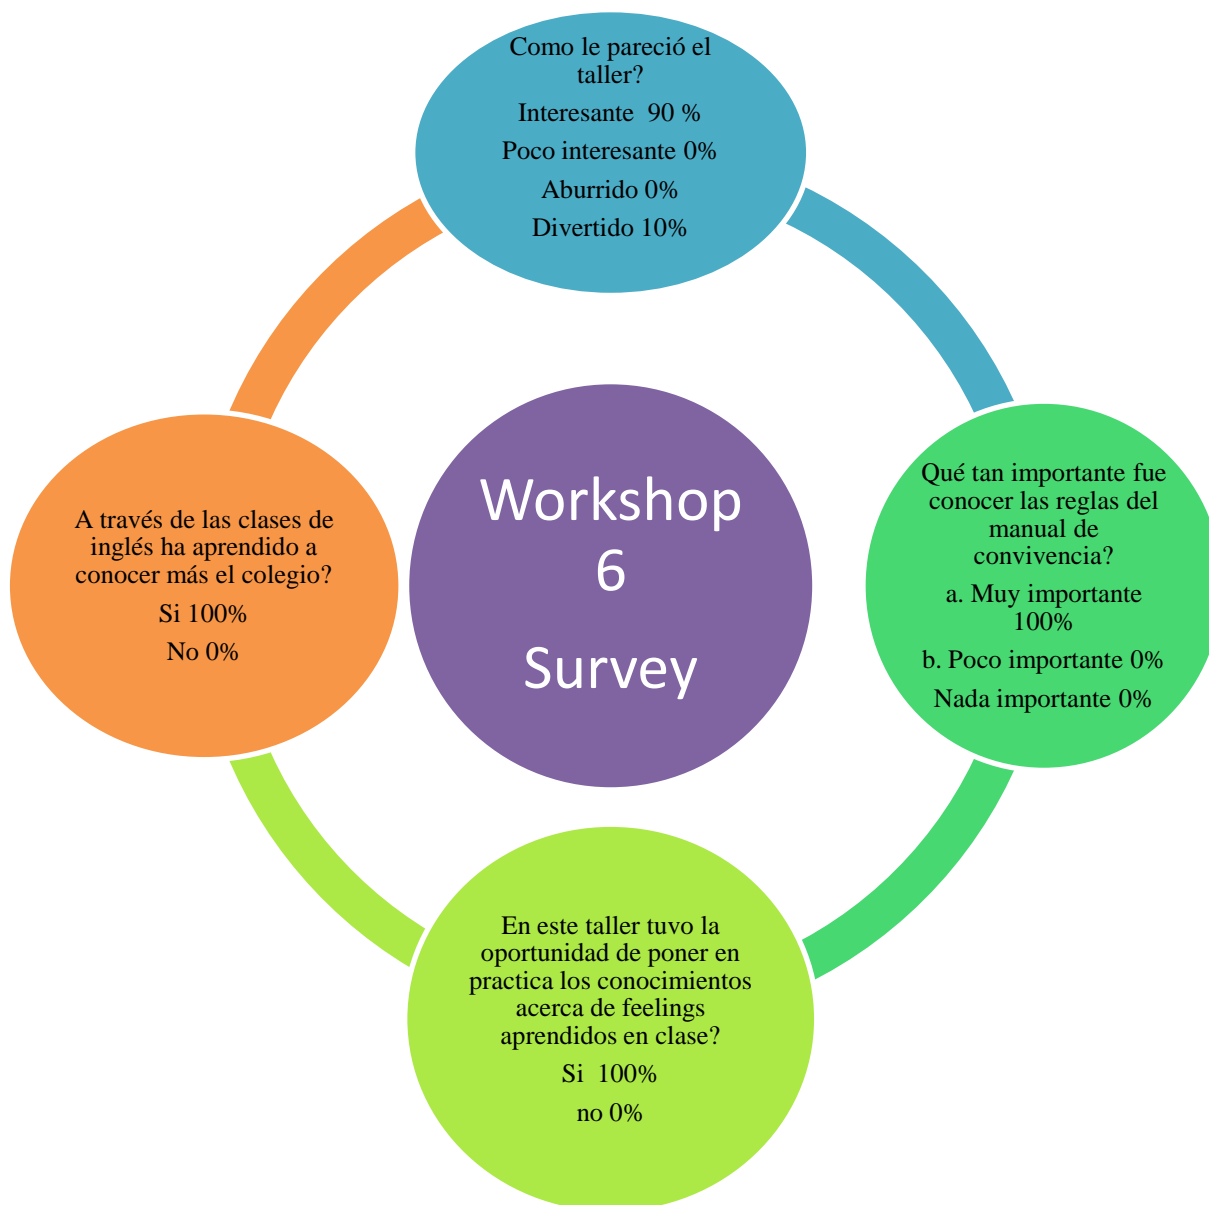 Como le pareció el
taller?
Interesante  90 %
Poco interesante 0%
Aburrido 0%
Divertido 10%
Workshop
6
Survey
Qué tan importante fue
conocer las reglas del
manual de
convivencia?
a. Muy importante
100%
b. Poco importante 0%
Nada importante 0%
En este taller tuvo la
oportunidad de poner en
practica los conocimientos
acerca de feelings
aprendidos en clase?
Si  100%
no 0%
A través de las clases de
inglés ha aprendido a
conocer más el colegio?
Si 100%
No 0%